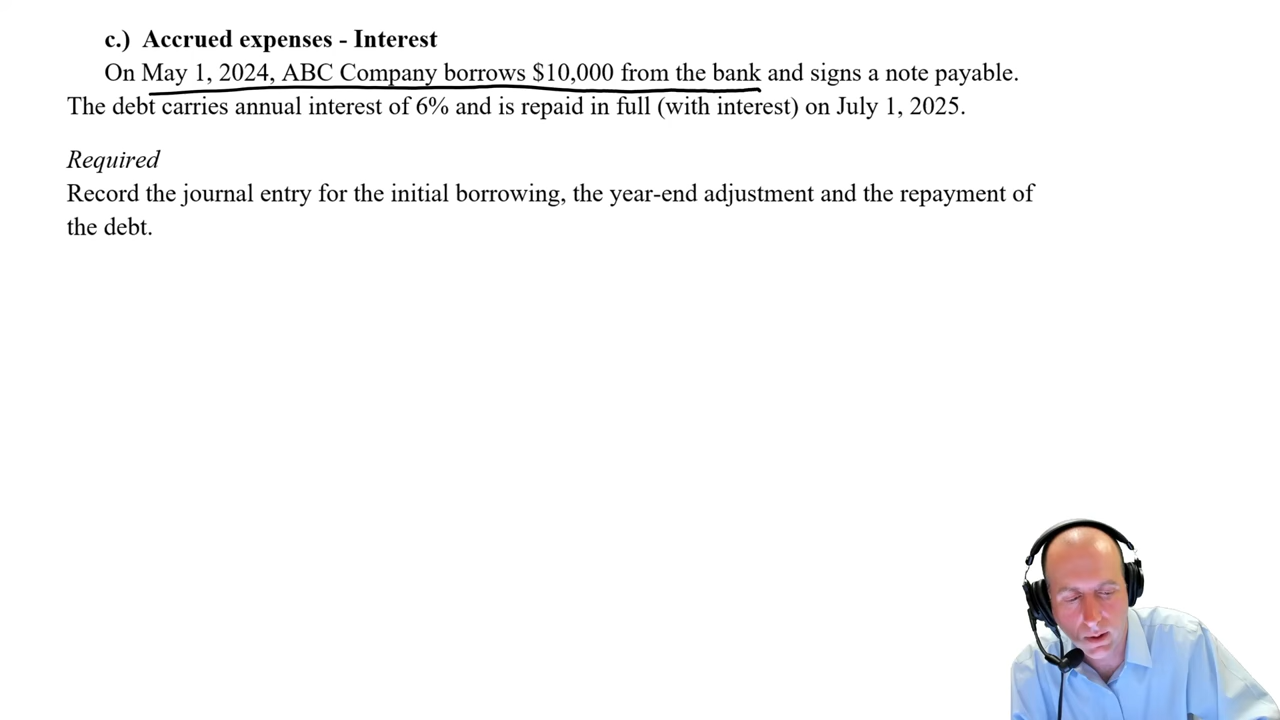 c.) Accrued expenses - Interest
On May 1, 2024, ABC Company borrows $10,000 from the bank and signs a note payable.
The debt carries annual interest of 6% and is repaid in full (with interest) on July 1, 2025.
Required
Record the journal entry for the initial borrowing, the year-end adjustment and the repayment of
the debt.